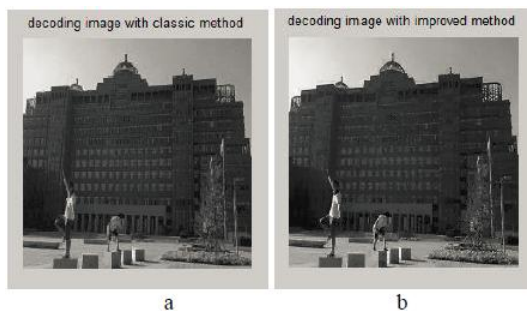 decoding image with classic method
decoding image with improved method
a
b